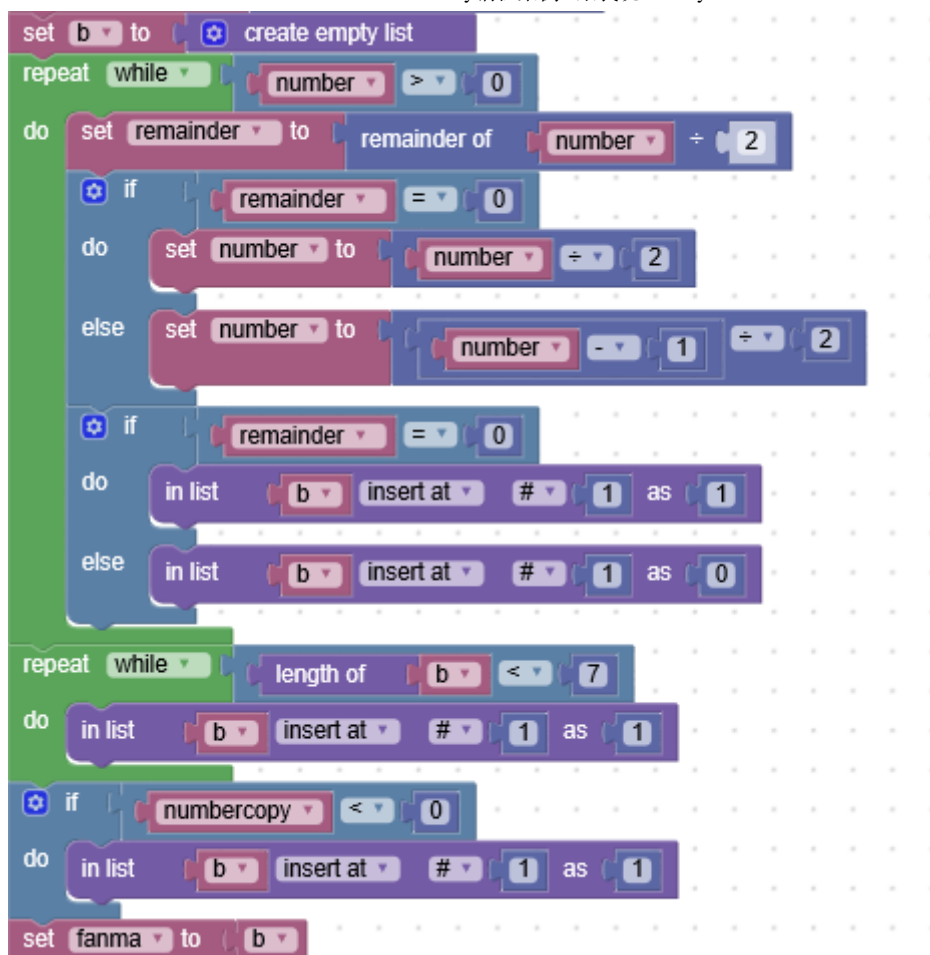 set b to create empty list
repeat while number > 0
do set remainder to remainder of number ÷ 2
if remainder = 0
do set number to number ÷ 2
else set number to number - 1 ÷ 2
if remainder = 0
do in list b insert at # 1 as 1
else in list b insert at # 1 as 0
repeat while length of b < 7
do in list b insert at # 1 as 1
if numbercopy < 0
do in list b insert at # 1 as 1
set fanma to b